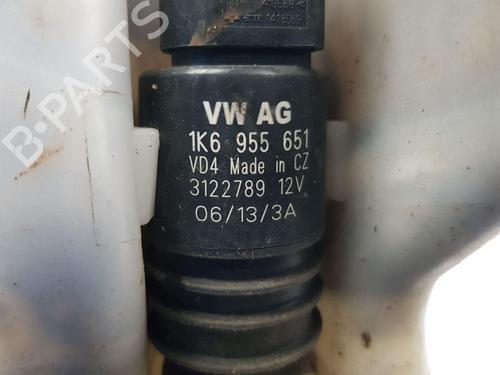 VW AG
1K6 955 651
VD4 Made in CZ
3122789 12V
06/13/3A
B-PARTS